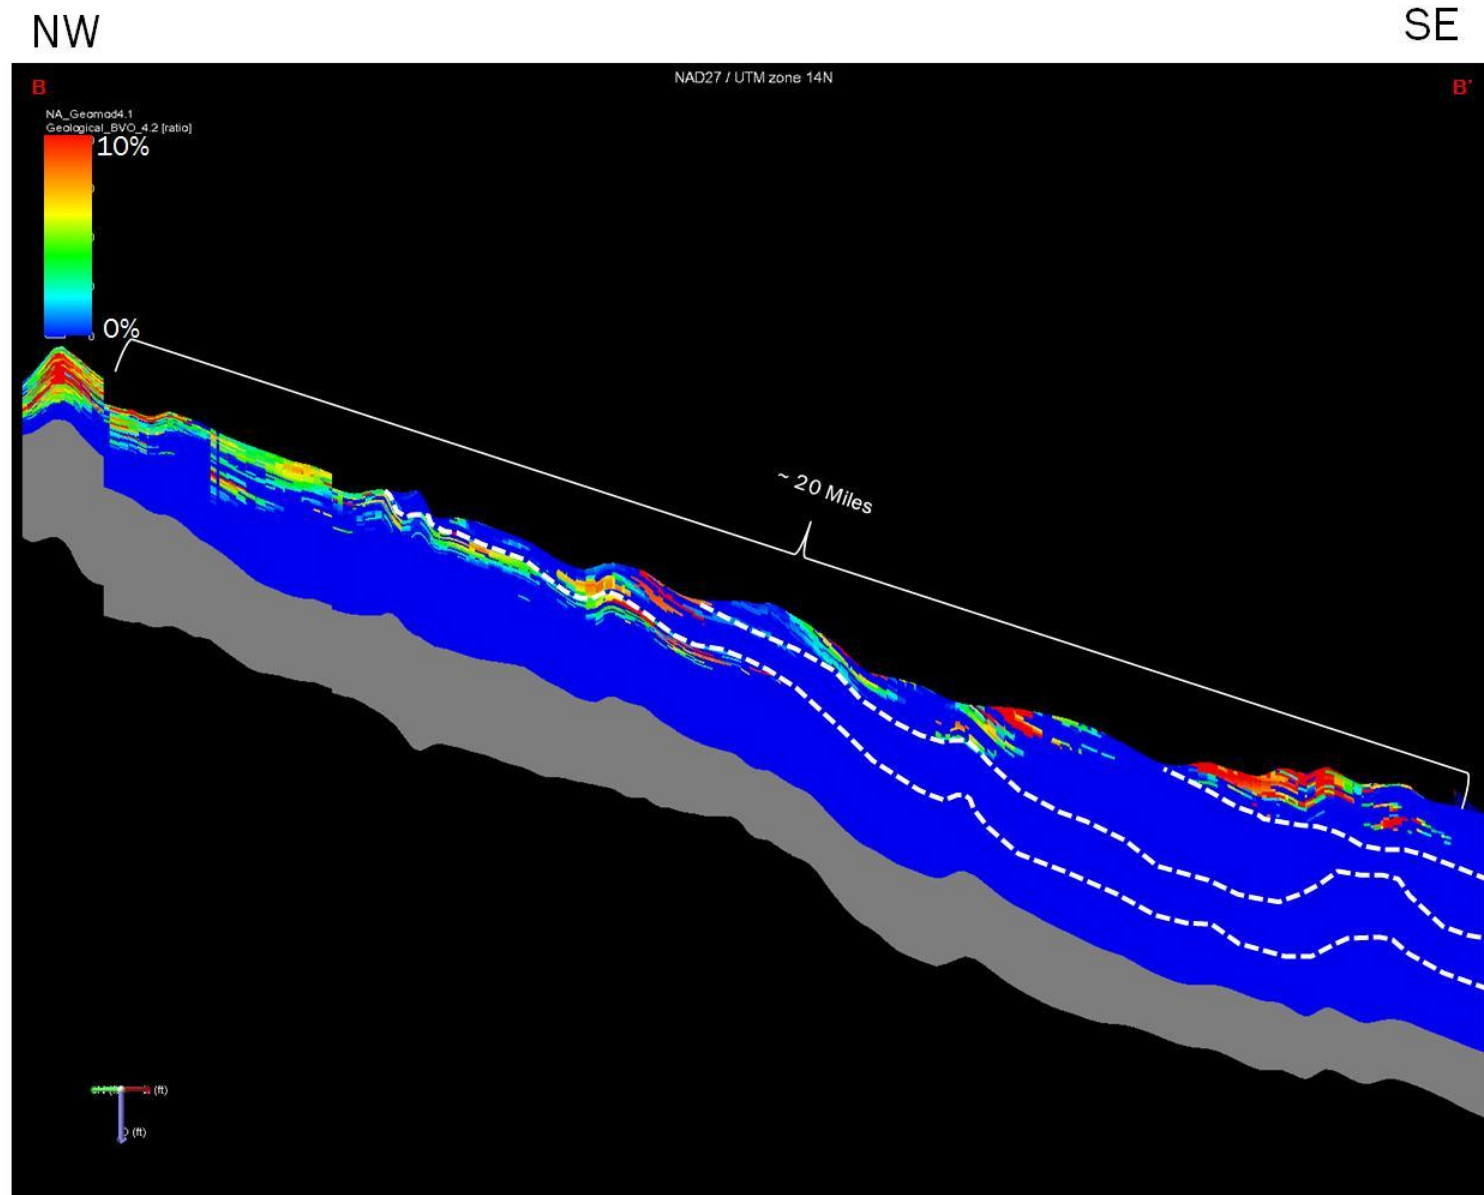 NW
SE
NAD27 / UTM zone 14N
B
B'
NA_Geomod4.1
Geological_BVO_4.2 [ratio]
10%
0%
~ 20 Miles
(ft)
(ft)